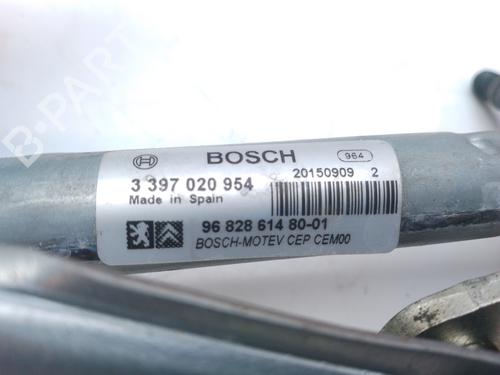 BOSCH
964
3 397 020 954
Made in Spain
20150909 2
96 828 614 80-01
BOSCH-MOTEV CEP CEM00
B-PARTS